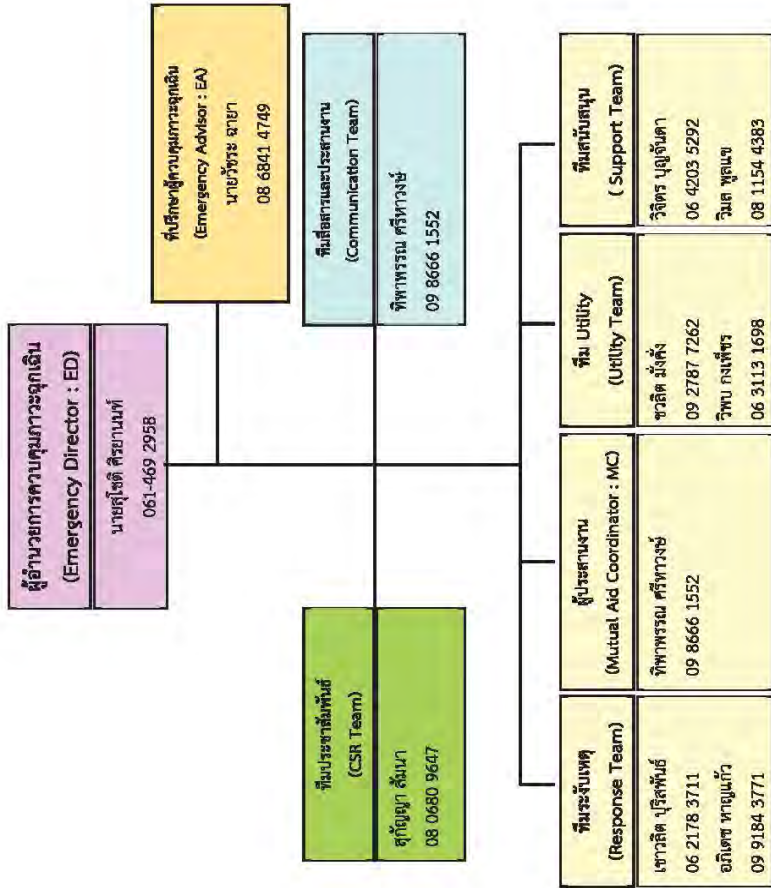 ผู้อำนวยการควบคุมภาวะฉุกเฉิน
(Emergency Director : ED)
นายสุโชติ ศิรยานนท์
061-469 2958
ที่ปรึกษาผู้ควบคุมภาวะฉุกเฉิน
(Emergency Advisor : EA)
นายวัชระ ฉายา
08 6841 4749
ทีมประชาสัมพันธ์
(CSR Team)
สุกัญญา สัมนา
08 0680 9647
ทีมสื่อสารและประสานงาน
(Communication Team)
ทิพาพรรณ ศรีหาวงษ์
09 8666 1552
ทีมระงับเหตุ
(Response Team)
เชาวลิต ปุริสพันธ์
06 2178 3711
อภิเดช หาญแก้ว
09 9184 3771
ผู้ประสานงาน
(Mutual Aid Coordinator : MC)
ทิพาพรรณ ศรีหาวงษ์
09 8666 1552
ทีม Utility
(Utility Team)
ชวลิต มั่งคั่ง
09 2787 7262
วิพบ กงเพ็ชร
06 3113 1698
ทีมสนับสนุน
( Support Team)
วิจิตร บุญจันดา
06 4203 5292
วิมล พูลแข
08 1154 4383